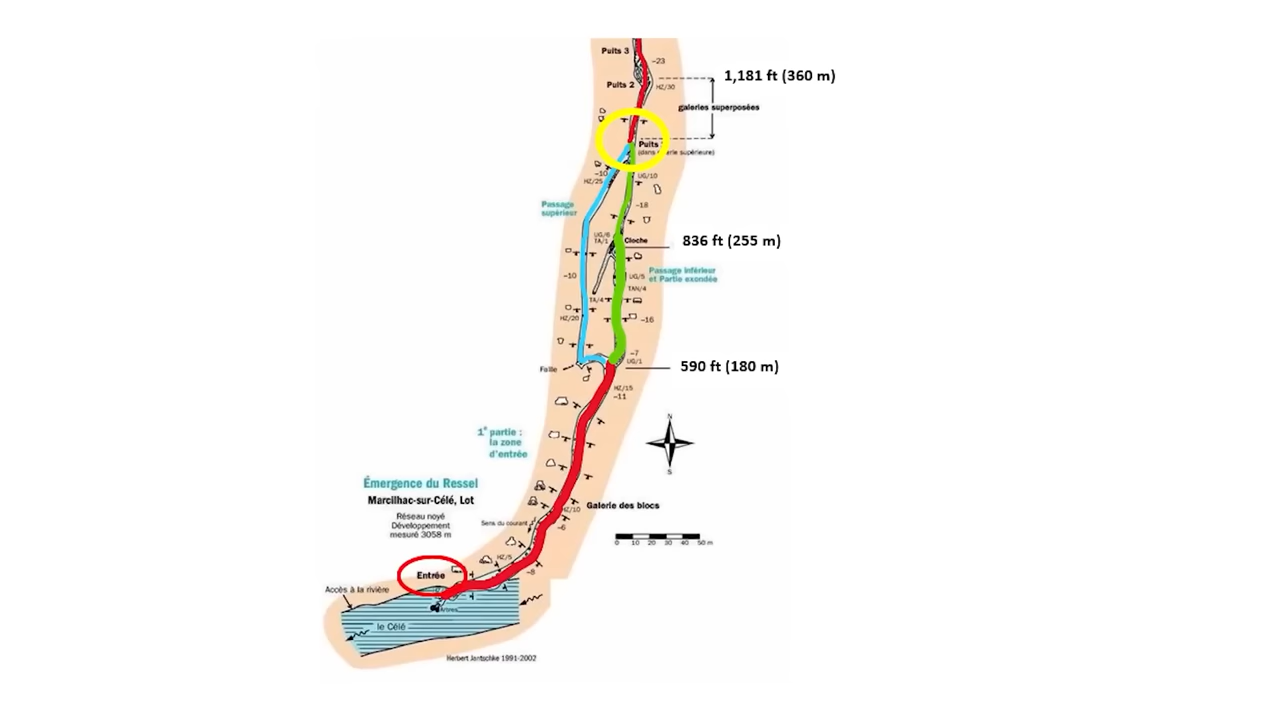 Puits 3
-23
1,181 ft (360 m)
Puits 2
HZ/30
galeries superposées
Puits
(dans
rie supérieure)
-10
HZ/25
UG/10
Passage
supérieur
-18
UG/6
TA/1
Cloche
836 ft (255 m)
Passage inférieur
et Partie exondée
-10
UG/5
TAN/4
TA/4
HZ/20
-16
-7
UG/1
590 ft (180 m)
Faille
HZ/15
-11
N
S
1e partie :
la zone
d'entrée
Émergence du Ressel
Marcilhac-sur-Célé, Lot
Réseau noyé
Développement
mesuré 3058 m
Galerie des blocs
HZ/10
Sens du courant
-6
0 10 20 30 40 50 m
HZ/5
-8
Entrée
Accès à la rivière
Arbres
le Célé
Herbert Jantschke 1991-2002